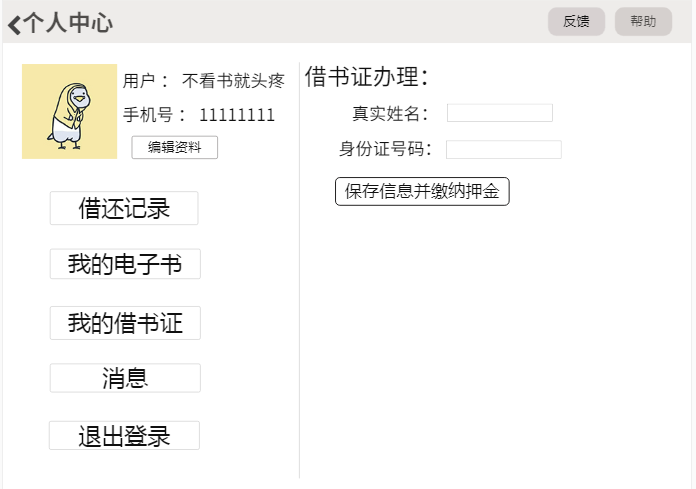 个人中心
反馈
帮助
用户： 不看书就头疼
手机号： 11111111
编辑资料
借还记录
我的电子书
我的借书证
消息
退出登录
借书证办理：
真实姓名：
身份证号码：
保存信息并缴纳押金